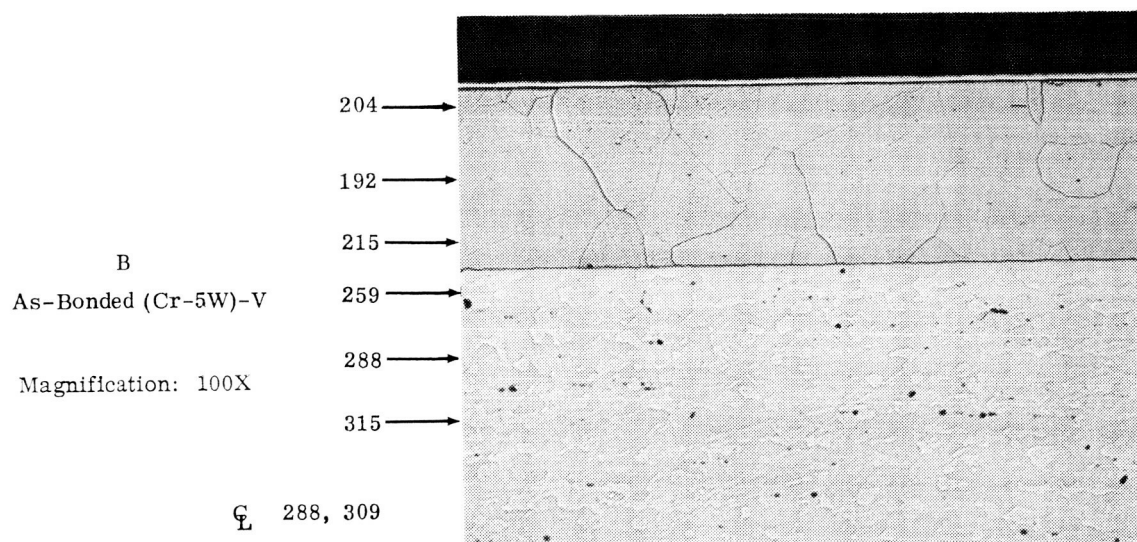 204
192
215
B
259
As-Bonded (Cr-5W)-V
288
Magnification: 100X
315
℄ 288, 309